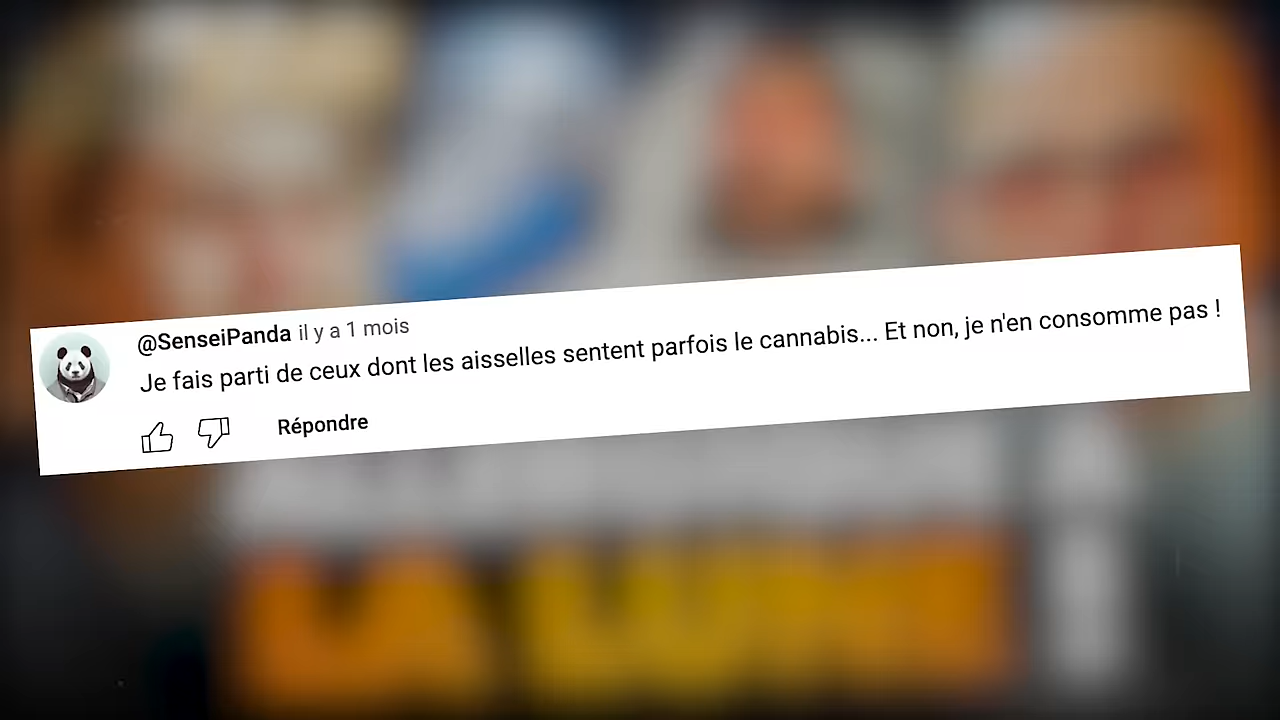 @SenseiPanda il y a 1 mois
Je fais parti de ceux dont les aisselles sentent parfois le cannabis... Et non, je n'en consomme pas !
Répondre